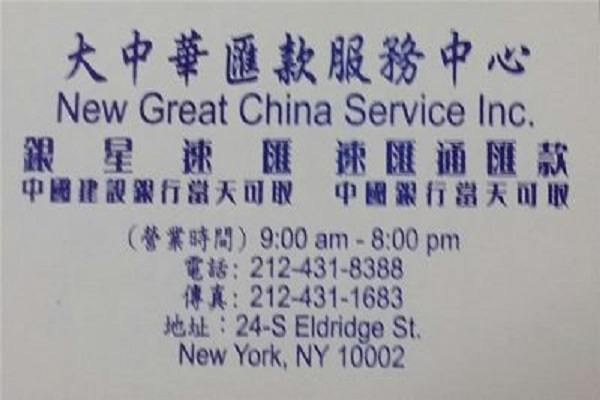 大中華匯款服務中心
New Great China Service Inc.
銀星速匯 速匯通匯款
中國建設銀行當天可取 中國銀行當天可取
(營業時間) 9:00 am - 8:00 pm
電話: 212-431-8388
傳真: 212-431-1683
地址: 24-S Eldridge St.
New York, NY 10002